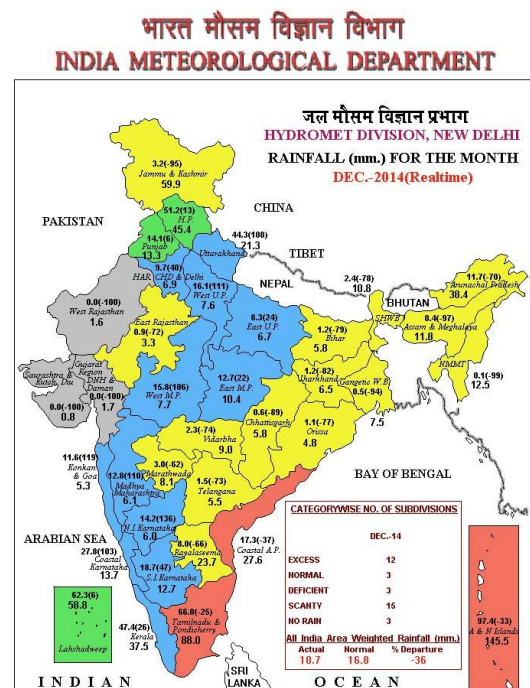 भारत मौसम विज्ञान विभाग
INDIA METEOROLOGICAL DEPARTMENT
जल मौसम विज्ञान प्रभाग
HYDROMET DIVISION, NEW DELHI
RAINFALL (mm.) FOR THE MONTH
DEC.-2014(Realtime)
3.2(-95)
Jammu & Kashmir
59.9
PAKISTAN
CHINA
51.2(13)
H.P.
45.4
14.1(6)
Punjab
13.3
44.3(108)
21.3
Uttarakhand
TIBET
9.7(40)
HAR. CHD & Delhi
6.9
16.1(111)
West U.P.
7.6
NEPAL
2.4(-78)
10.8
11.7(-70)
Arunachal Pradesh
38.4
BHUTAN
SHWB
0.4(-97)
Assam & Meghalaya
11.8
0.0(-100)
West Rajasthan
1.6
East Rajasthan
0.9(-72)
3.3
8.3(24)
East U.P.
6.7
1.2(-79)
Bihar
5.8
NMMT
0.1(-99)
12.5
Gujarat
Region
DNH &
Daman
0.0(-100)
1.7
Saurashtra &
Kutch, Diu
0.0(-100)
0.8
15.8(106)
West M.P.
7.7
12.7(22)
East M.P.
10.4
1.2(-82)
Jharkhand
6.5
Gangetic W.B.
0.5(-94)
7.5
0.6(-89)
Chhattisgarh
5.8
1.1(-77)
Orissa
4.8
2.3(-74)
Vidarbha
9.0
11.6(119)
Konkan
& Goa
5.3
3.0(-62)
Marathwada
8.1
12.8(110)
Madhya
Maharashtra
6.1
1.5(-73)
Telangana
5.5
BAY OF BENGAL
ARABIAN SEA
14.2(136)
N.I.Karnataka
6.0
27.8(103)
Coastal
Karnataka
13.7
8.0(-66)
Rayalaseema
23.7
17.3(-37)
Coastal A.P.
27.6
18.7(47)
S.I.Karnataka
12.7
62.3(6)
58.8
Lakshadweep
47.4(26)
Kerala
37.5
66.0(-25)
Tamilnadu &
Pondicherry
88.0
CATEGORYWISE NO. OF SUBDIVISIONS
DEC.-14
EXCESS 12
NORMAL 3
DEFICIENT 3
SCANTY 15
NO RAIN 3
All India Area Weighted Rainfall (mm.)
Actual Normal % Departure
10.7 16.8 -36
97.4(-33)
A & N Islands
145.5
SRI
LANKA
INDIAN OCEAN